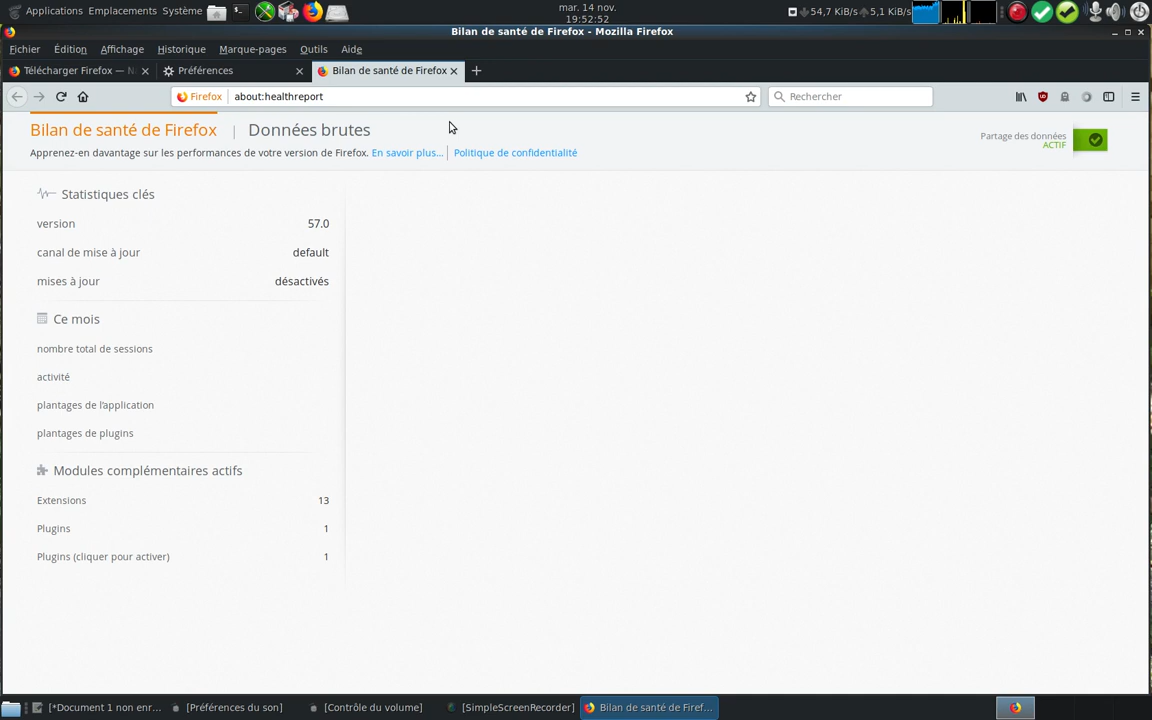 Applications Emplacements Système
mar. 14 nov.
19:52:52
54,7 KiB/s 5,1 KiB/s
Bilan de santé de Firefox - Mozilla Firefox
Fichier Édition Affichage Historique Marque-pages Outils Aide
Télécharger Firefox — N
Préférences
Bilan de santé de Firefox
Firefox about:healthreport
Rechercher
Bilan de santé de Firefox | Données brutes
Apprenez-en davantage sur les performances de votre version de Firefox. En savoir plus... Politique de confidentialité
Partage des données
ACTIF
Statistiques clés
version 57.0
canal de mise à jour default
mises à jour désactivés
Ce mois
nombre total de sessions
activité
plantages de l'application
plantages de plugins
Modules complémentaires actifs
Extensions 13
Plugins 1
Plugins (cliquer pour activer) 1
[*Document 1 non enr... [Préférences du son] [Contrôle du volume] [SimpleScreenRecorder] Bilan de santé de Firef...